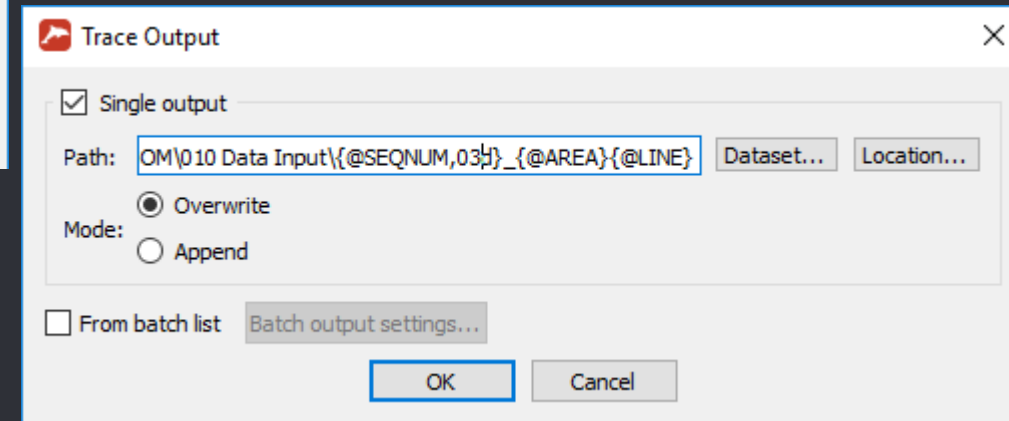 Trace Output
Single output
Path: OM\010 Data Input\{@SEQNUM,03d}_{@AREA}{@LINE} Dataset... Location...
Overwrite
Mode:
Append
From batch list Batch output settings...
OK Cancel